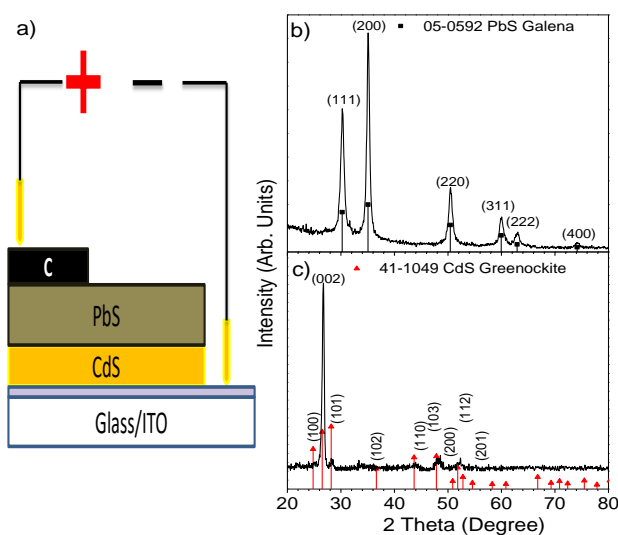 a)
C
PbS
CdS
Glass/ITO
b)
05-0592 PbS Galena
(111)
(200)
(220)
(311)
(222)
(400)
c)
41-1049 CdS Greenockite
(100)
(002)
(101)
(102)
(110)
(103)
(200)
(112)
(201)
Intensity (Arb. Units)
20 30 40 50 60 70 80
2 Theta (Degree)